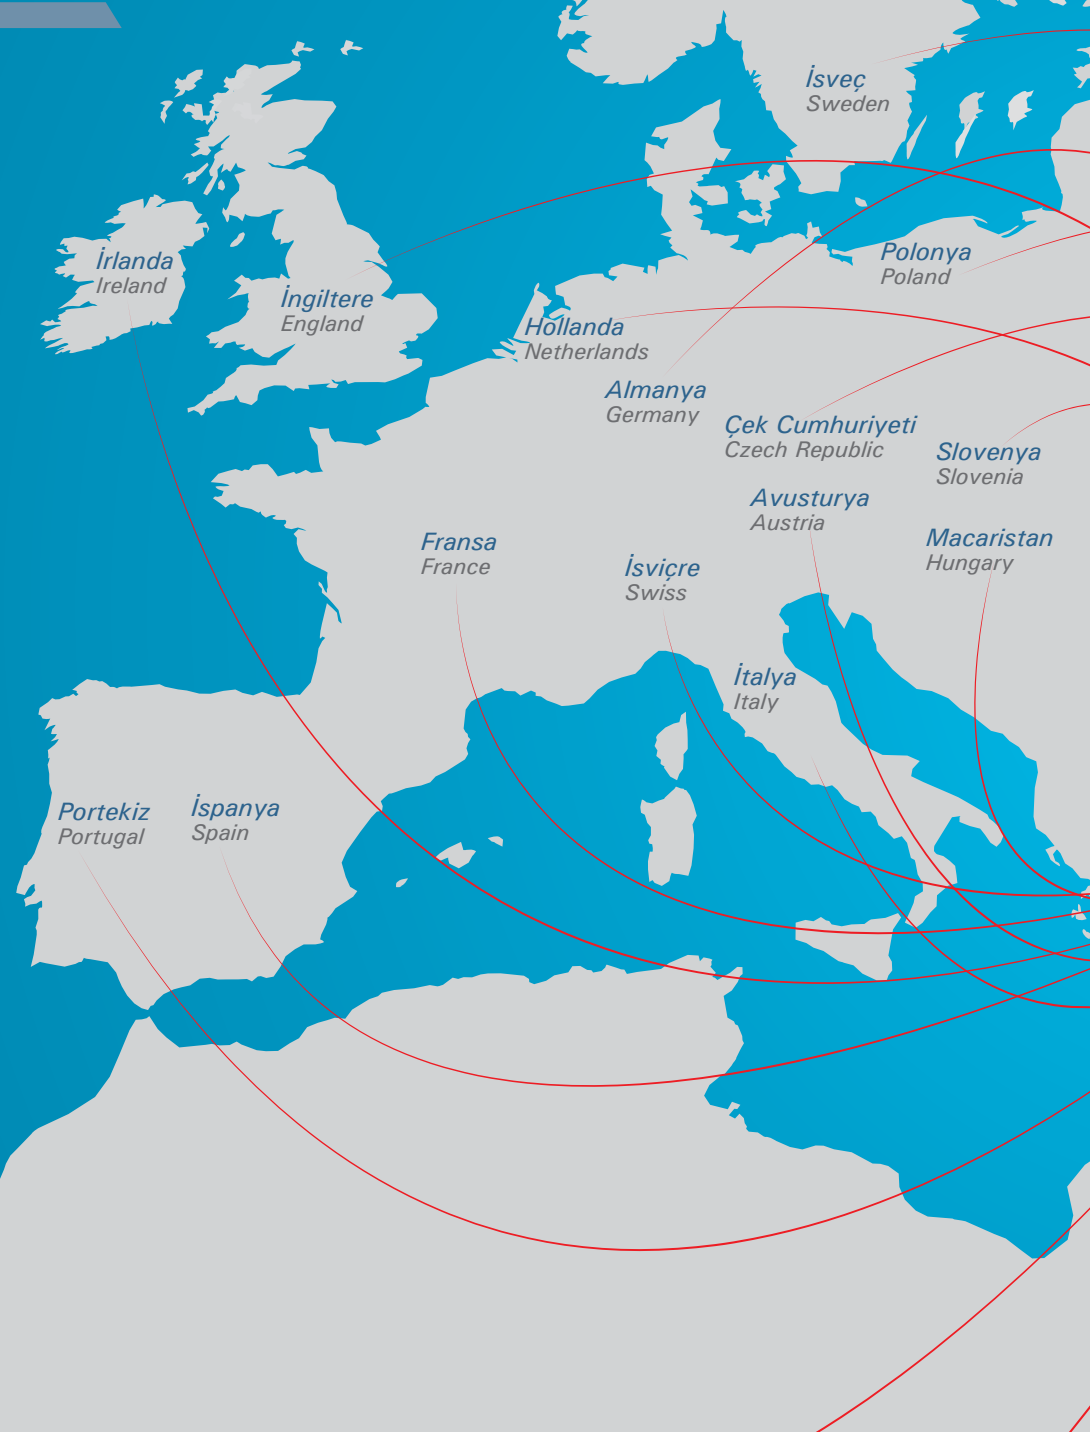 İsveç
Sweden
Polonya
Poland
İrlanda
Ireland
İngiltere
England
Hollanda
Netherlands
Almanya
Germany
Çek Cumhuriyeti
Czech Republic
Slovenya
Slovenia
Avusturya
Austria
Macaristan
Hungary
Fransa
France
İsviçre
Swiss
İtalya
Italy
Portekiz
Portugal
İspanya
Spain